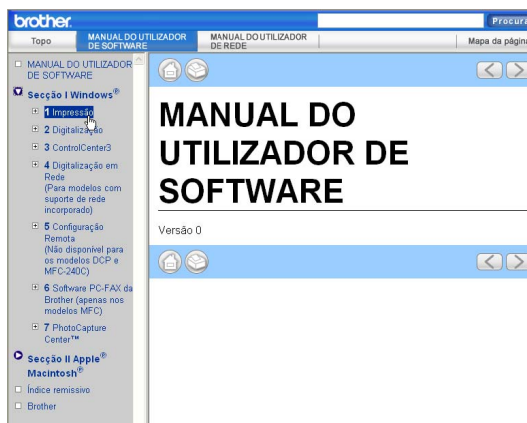 brother.
Procura
Topo
MANUAL DO UTILIZADOR
DE SOFTWARE
MANUAL DO UTILIZADOR
DE REDE
Mapa da página
MANUAL DO UTILIZADOR
DE SOFTWARE
Secção I Windows®
1 Impressão
2 Digitalização
3 ControlCenter3
4 Digitalização em
Rede
(Para modelos com
suporte de rede
incorporado)
5 Configuração
Remota
(Não disponível para
os modelos DCP e
MFC-240C)
6 Software PC-FAX da
Brother (apenas nos
modelos MFC)
7 PhotoCapture
Center™
Secção II Apple®
Macintosh®
Índice remissivo
Brother
MANUAL DO
UTILIZADOR DE
SOFTWARE
Versão 0